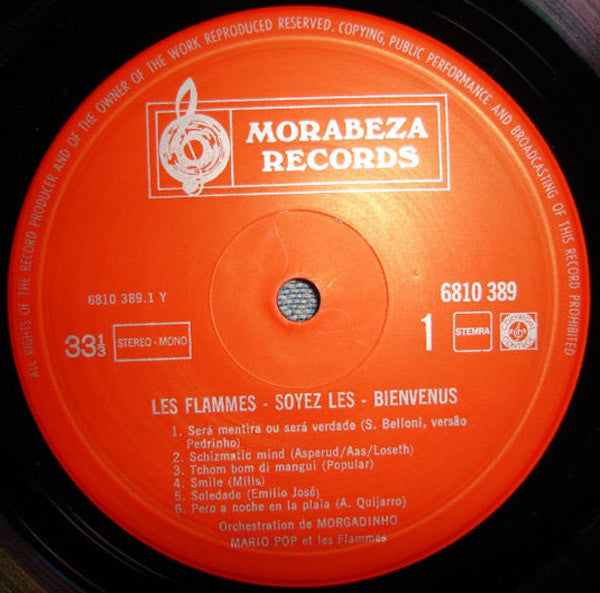 ALL RIGHTS OF THE RECORD PRODUCER AND OF THE OWNER OF THE WORK REPRODUCED RESERVED. COPYING, PUBLIC PERFORMANCE AND BROADCASTING OF THIS RECORD PROHIBITED
MORABEZA
RECORDS
6810 389.1 Y
6810 389
33⅓
STEREO - MONO
1
STEMRA
LES FLAMMES - SOYEZ LES - BIENVENUS
1. Será mentira ou será verdade (S. Belloni, versão
Pedrinho)
2. Schizmatic mind (Asperud/Aas/Loseth)
3. Tchom bom di mangui (Popular)
4. Smile (Mills)
5. Soledade (Emilio José)
6. Pero a noche en la plaia (A. Quijarro)
Orchestration de MORGADINHO
MARIO POP et les Flammes